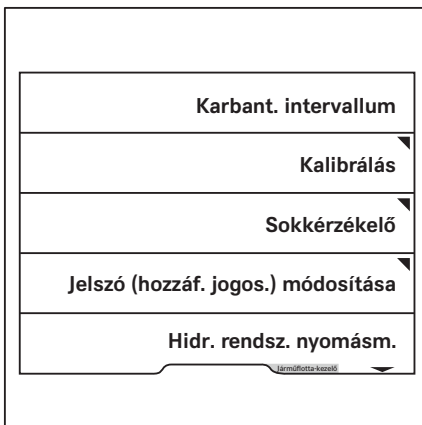 Karbant. intervallum
Kalibrálás
Sokkérzékelő
Jelszó (hozzáf. jogos.) módosítása
Hidr. rendsz. nyomásm.
Járműflotta-kezelő